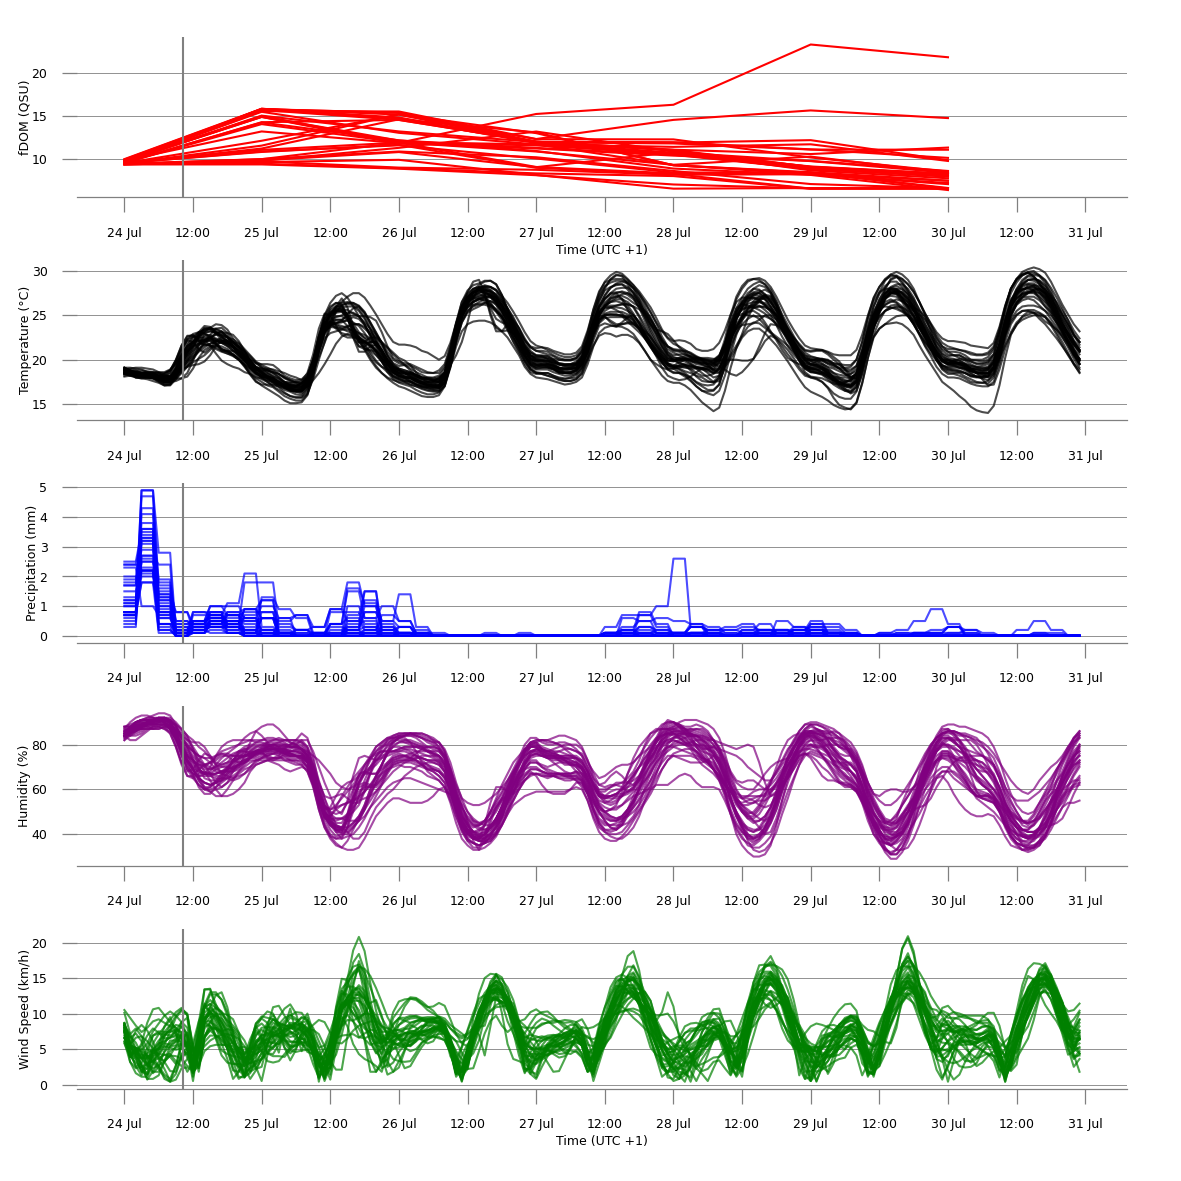 fDOM (QSU)
20
15
10
24 Jul 12:00 25 Jul 12:00 26 Jul 12:00 27 Jul 12:00 28 Jul 12:00 29 Jul 12:00 30 Jul 12:00 31 Jul
Time (UTC +1)
Temperature (°C)
30
25
20
15
24 Jul 12:00 25 Jul 12:00 26 Jul 12:00 27 Jul 12:00 28 Jul 12:00 29 Jul 12:00 30 Jul 12:00 31 Jul
Precipitation (mm)
5
4
3
2
1
0
24 Jul 12:00 25 Jul 12:00 26 Jul 12:00 27 Jul 12:00 28 Jul 12:00 29 Jul 12:00 30 Jul 12:00 31 Jul
Humidity (%)
80
60
40
24 Jul 12:00 25 Jul 12:00 26 Jul 12:00 27 Jul 12:00 28 Jul 12:00 29 Jul 12:00 30 Jul 12:00 31 Jul
Wind Speed (km/h)
20
15
10
5
0
24 Jul 12:00 25 Jul 12:00 26 Jul 12:00 27 Jul 12:00 28 Jul 12:00 29 Jul 12:00 30 Jul 12:00 31 Jul
Time (UTC +1)